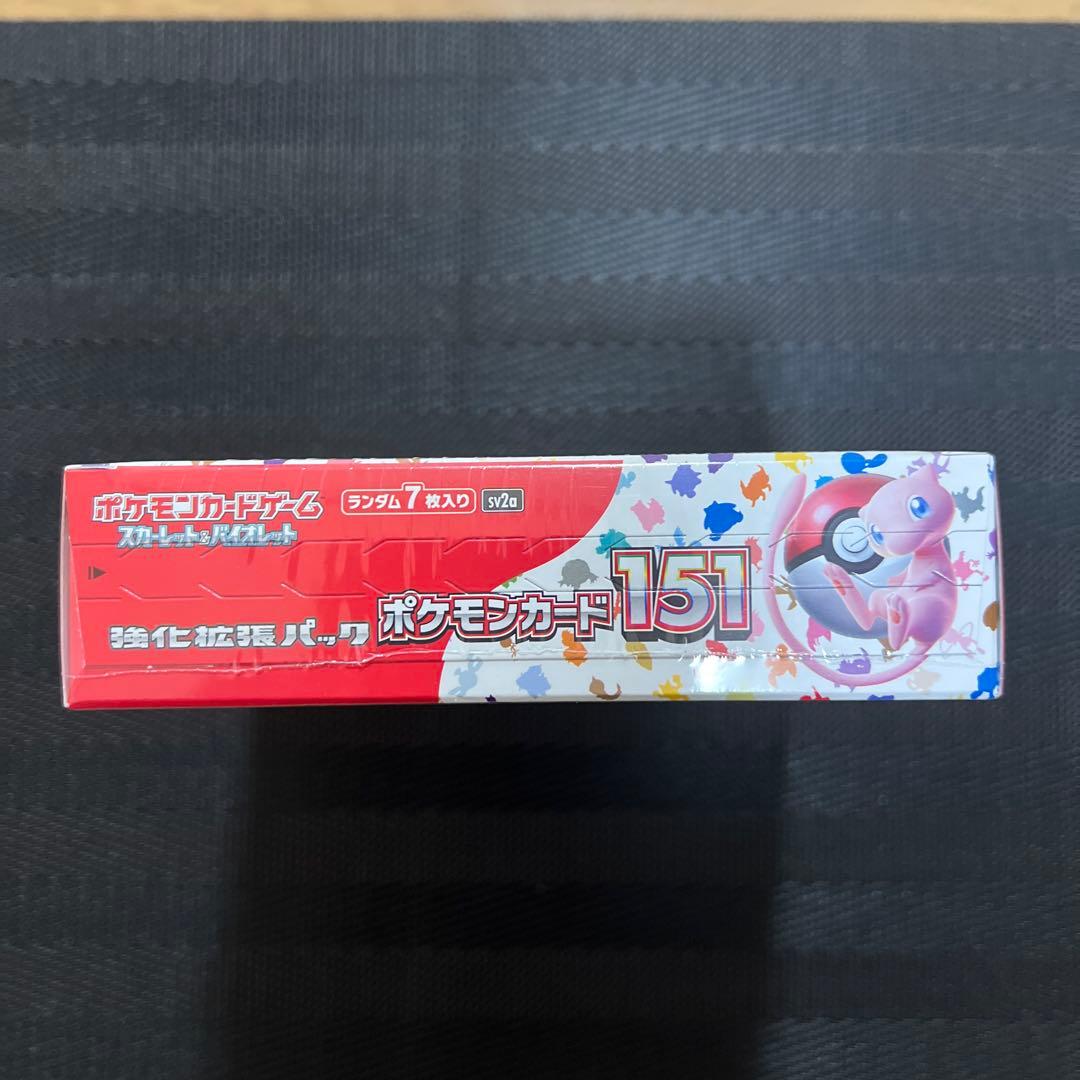 ポケモンカードゲーム
スカーレット&バイオレット
ランダム7枚入り
sv2a
強化拡張パック
ポケモンカード151